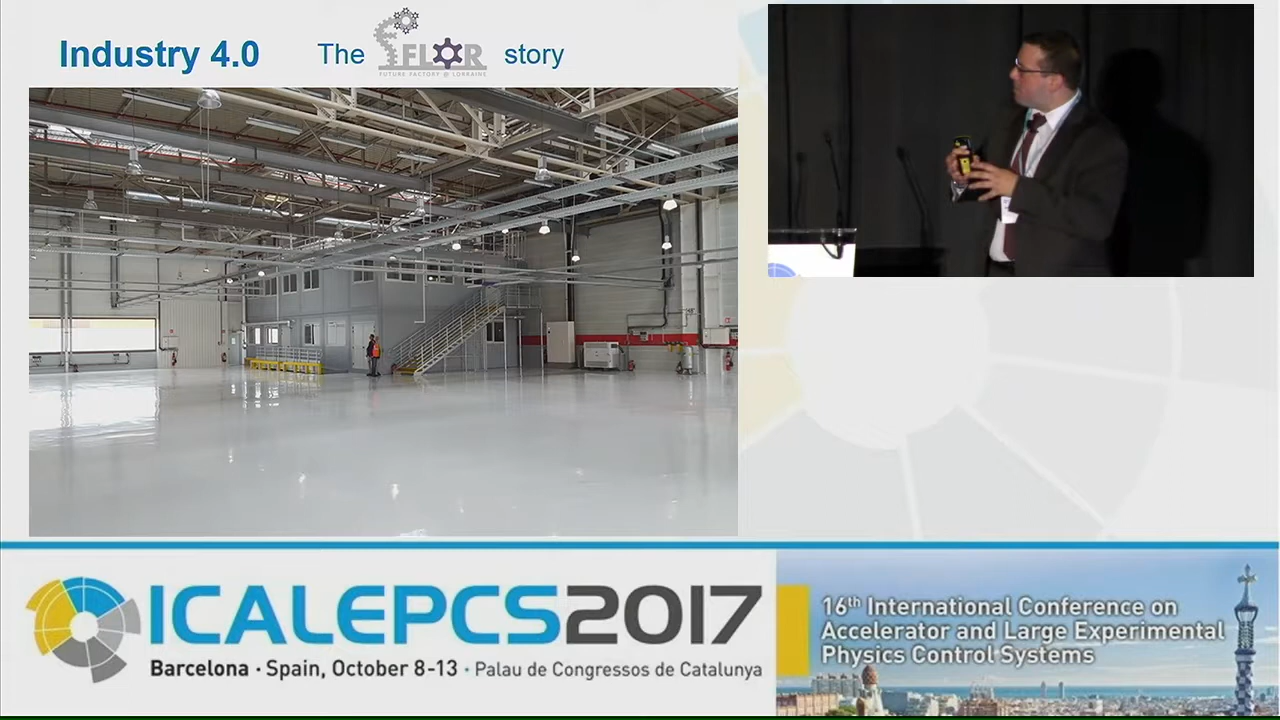 Industry 4.0
The FLOR story
FUTURE FACTORY @ LORRAINE
ICALEPCS2017
Barcelona · Spain, October 8-13 · Palau de Congressos de Catalunya
16th International Conference on
Accelerator and Large Experimental
Physics Control Systems